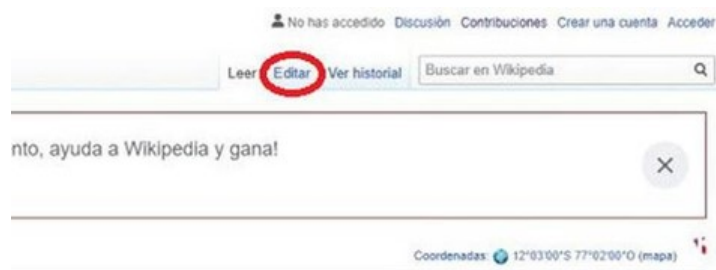 No has accedido Discusión Contribuciones Crear una cuenta Acceder
Leer Editar Ver historial Buscar en Wikipedia
nto, ayuda a Wikipedia y gana!
Coordenadas: 12°03′00″S 77°02′00″O (mapa)